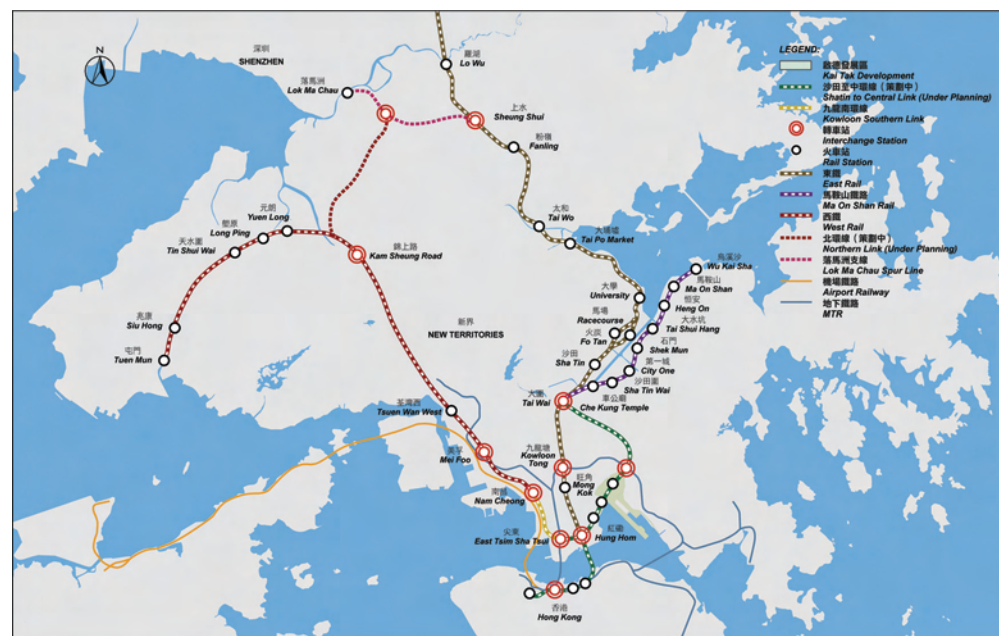 N
深圳
SHENZHEN
落馬洲
Lok Ma Chau
羅湖
Lo Wu
上水
Sheung Shui
粉嶺
Fanling
太和
Tai Wo
大埔墟
Tai Po Market
元朗
Yuen Long
朗屏
Long Ping
天水圍
Tin Shui Wai
錦上路
Kam Sheung Road
兆康
Siu Hong
屯門
Tuen Mun
新界
NEW TERRITORIES
大學
University
馬場
Racecourse
火炭
Fo Tan
沙田
Sha Tin
烏溪沙
Wu Kai Sha
馬鞍山
Ma On Shan
恒安
Heng On
大水坑
Tai Shui Hang
石門
Shek Mun
第一城
City One
沙田圍
Sha Tin Wai
車公廟
Che Kung Temple
大圍
Tai Wai
荃灣西
Tsuen Wan West
美孚
Mei Foo
南昌
Nam Cheong
九龍塘
Kowloon
Tong
旺角
Mong
Kok
尖東
East Tsim Sha Tsui
紅磡
Hung Hom
香港
Hong Kong
LEGEND:
啟德發展區
Kai Tak Development
沙田至中環線（策劃中）
Shatin to Central Link (Under Planning)
九龍南環線
Kowloon Southern Link
轉車站
Interchange Station
火車站
Rail Station
東鐵
East Rail
馬鞍山鐵路
Ma On Shan Rail
西鐵
West Rail
北環線（策劃中）
Northern Link (Under Planning)
落馬洲支線
Lok Ma Chau Spur Line
機場鐵路
Airport Railway
地下鐵路
MTR